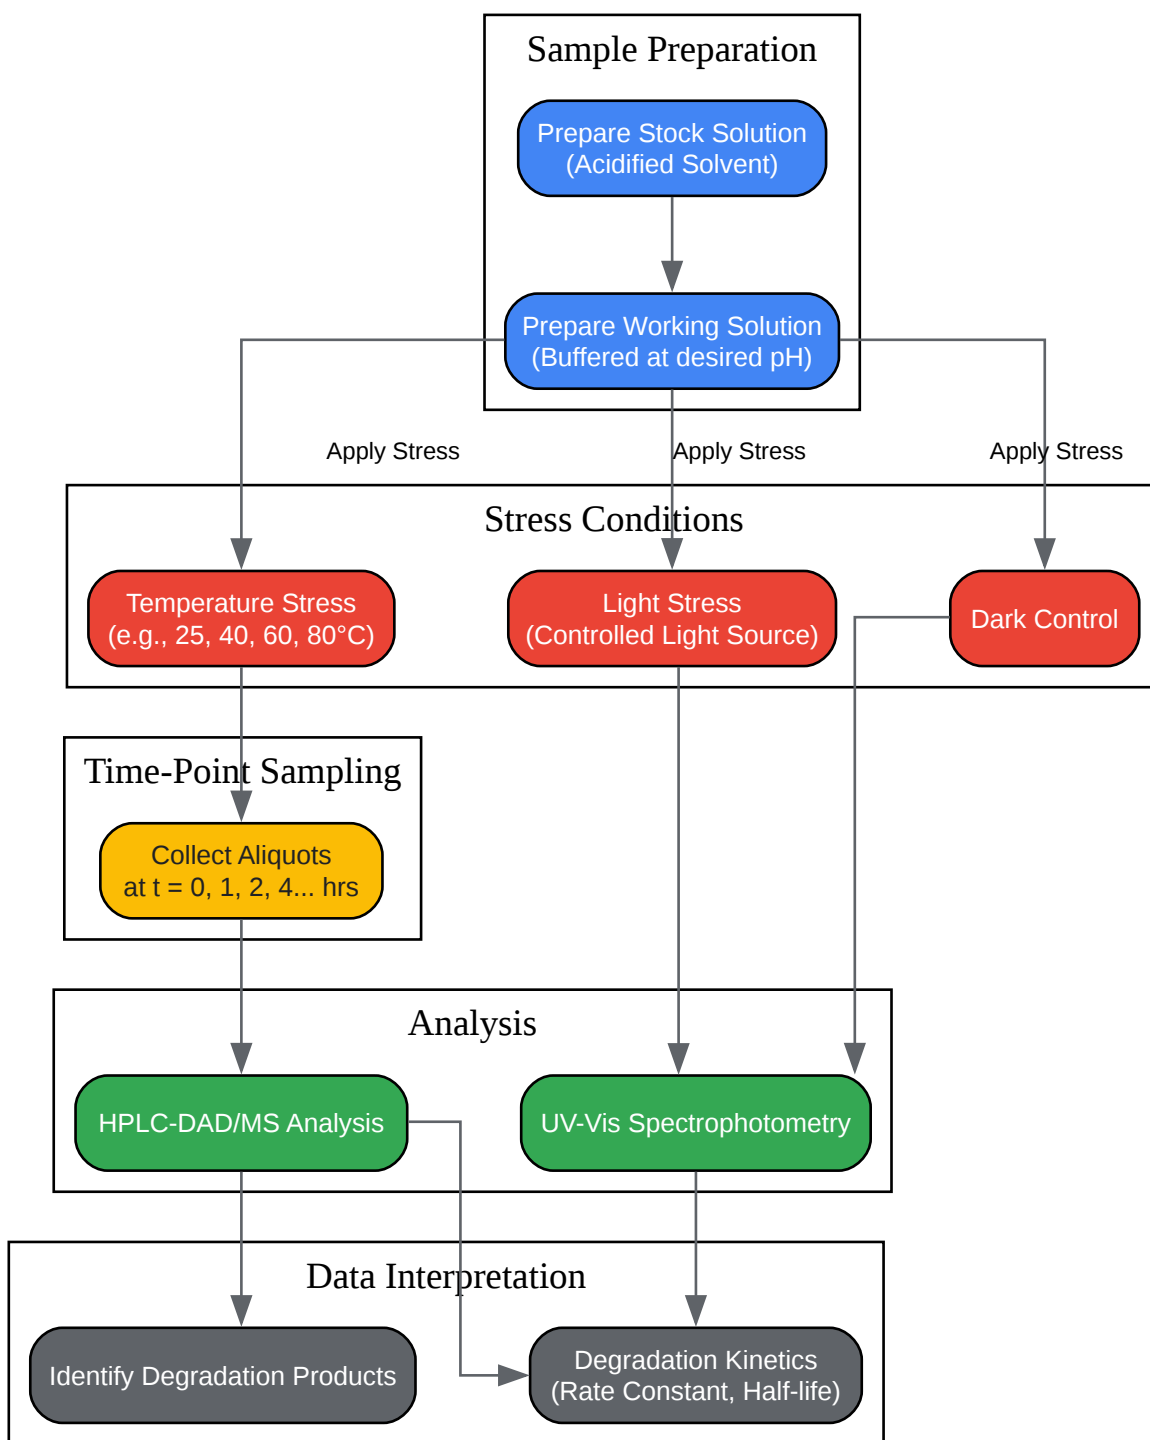 Sample Preparation
Prepare Stock Solution
(Acidified Solvent)
Prepare Working Solution
(Buffered at desired pH)
Apply Stress
Apply Stress
Apply Stress
Stress Conditions
Temperature Stress
(e.g., 25, 40, 60, 80°C)
Light Stress
(Controlled Light Source)
Dark Control
Time-Point Sampling
Collect Aliquots
at t = 0, 1, 2, 4... hrs
Analysis
HPLC-DAD/MS Analysis
UV-Vis Spectrophotometry
Data Interpretation
Identify Degradation Products
Degradation Kinetics
(Rate Constant, Half-life)